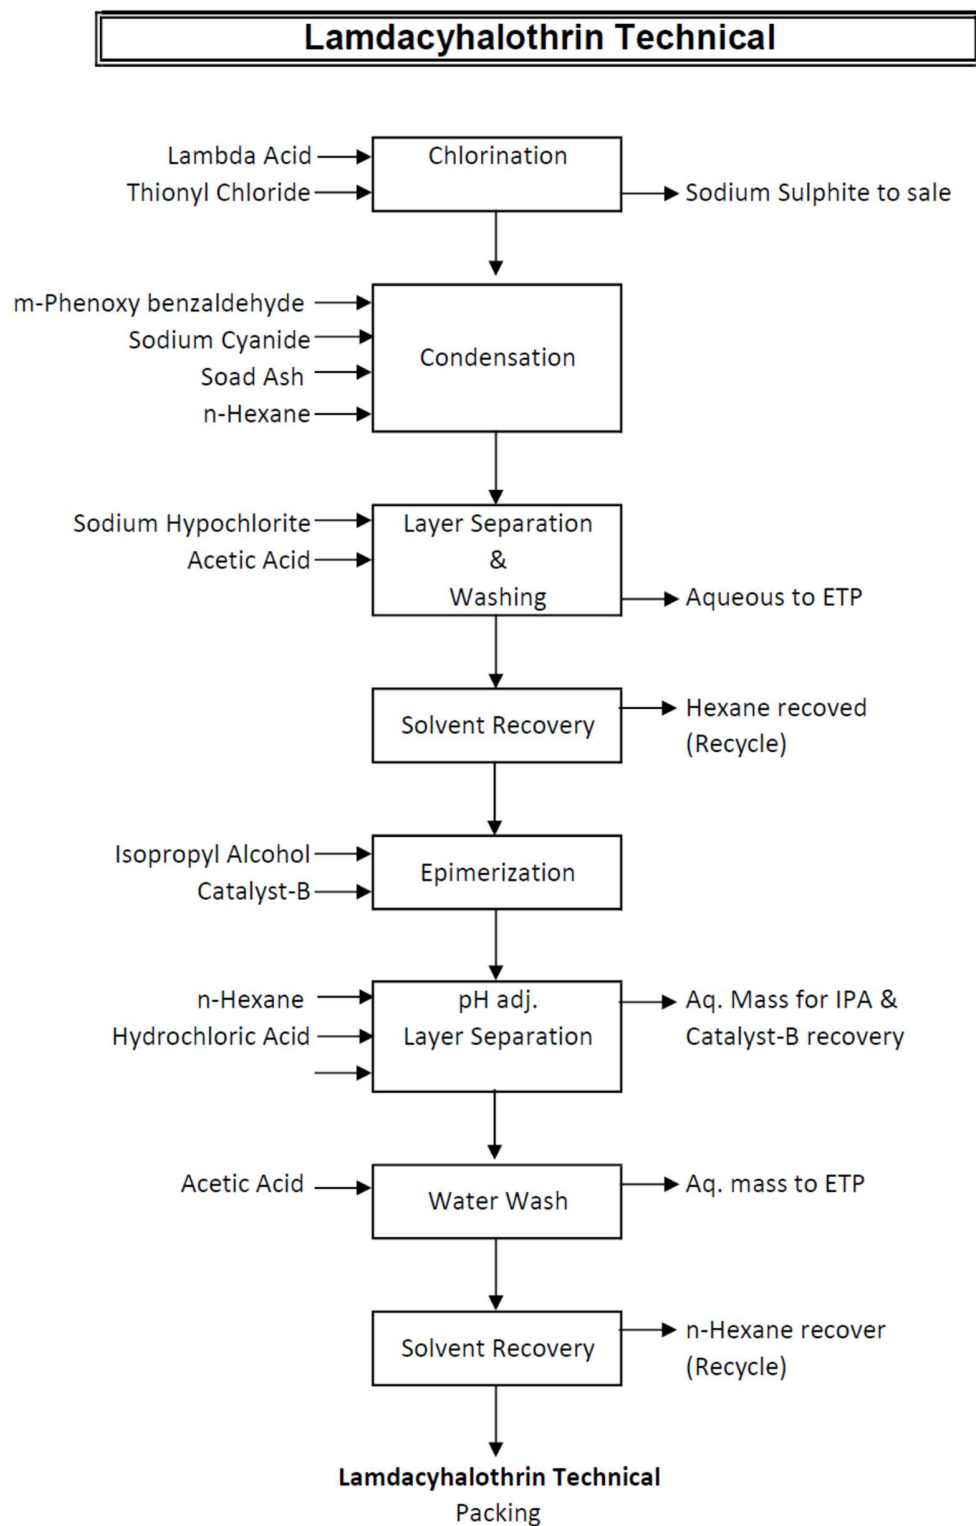 Lamdacyhalothrin Technical
Lambda Acid
Thionyl Chloride
Chlorination
Sodium Sulphite to sale
m-Phenoxy benzaldehyde
Sodium Cyanide
Soad Ash
n-Hexane
Condensation
Sodium Hypochlorite
Acetic Acid
Layer Separation
&
Washing
Aqueous to ETP
Solvent Recovery
Hexane recoved
(Recycle)
Isopropyl Alcohol
Catalyst-B
Epimerization
n-Hexane
Hydrochloric Acid
pH adj.
Layer Separation
Aq. Mass for IPA &
Catalyst-B recovery
Acetic Acid
Water Wash
Aq. mass to ETP
Solvent Recovery
n-Hexane recover
(Recycle)
Lamdacyhalothrin Technical
Packing